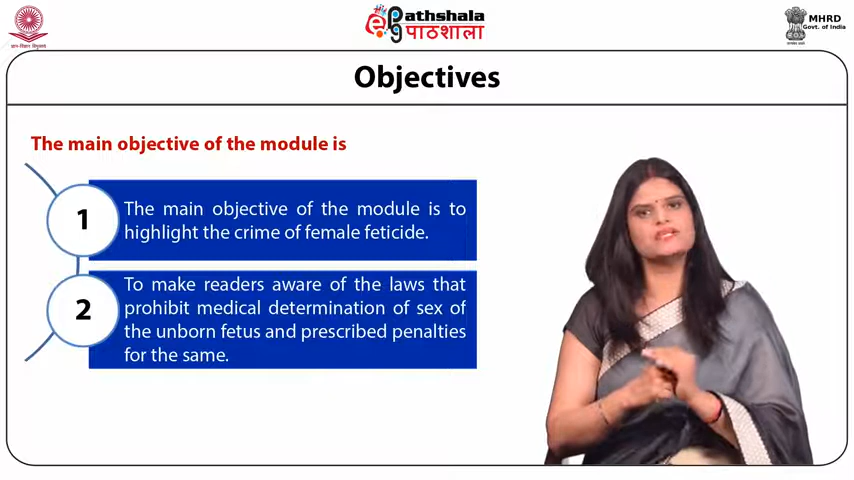 ePathshala
पाठशाला
MHRD
Govt. of India
Objectives
The main objective of the module is
1
The main objective of the module is to
highlight the crime of female feticide.
2
To make readers aware of the laws that
prohibit medical determination of sex of
the unborn fetus and prescribed penalties
for the same.